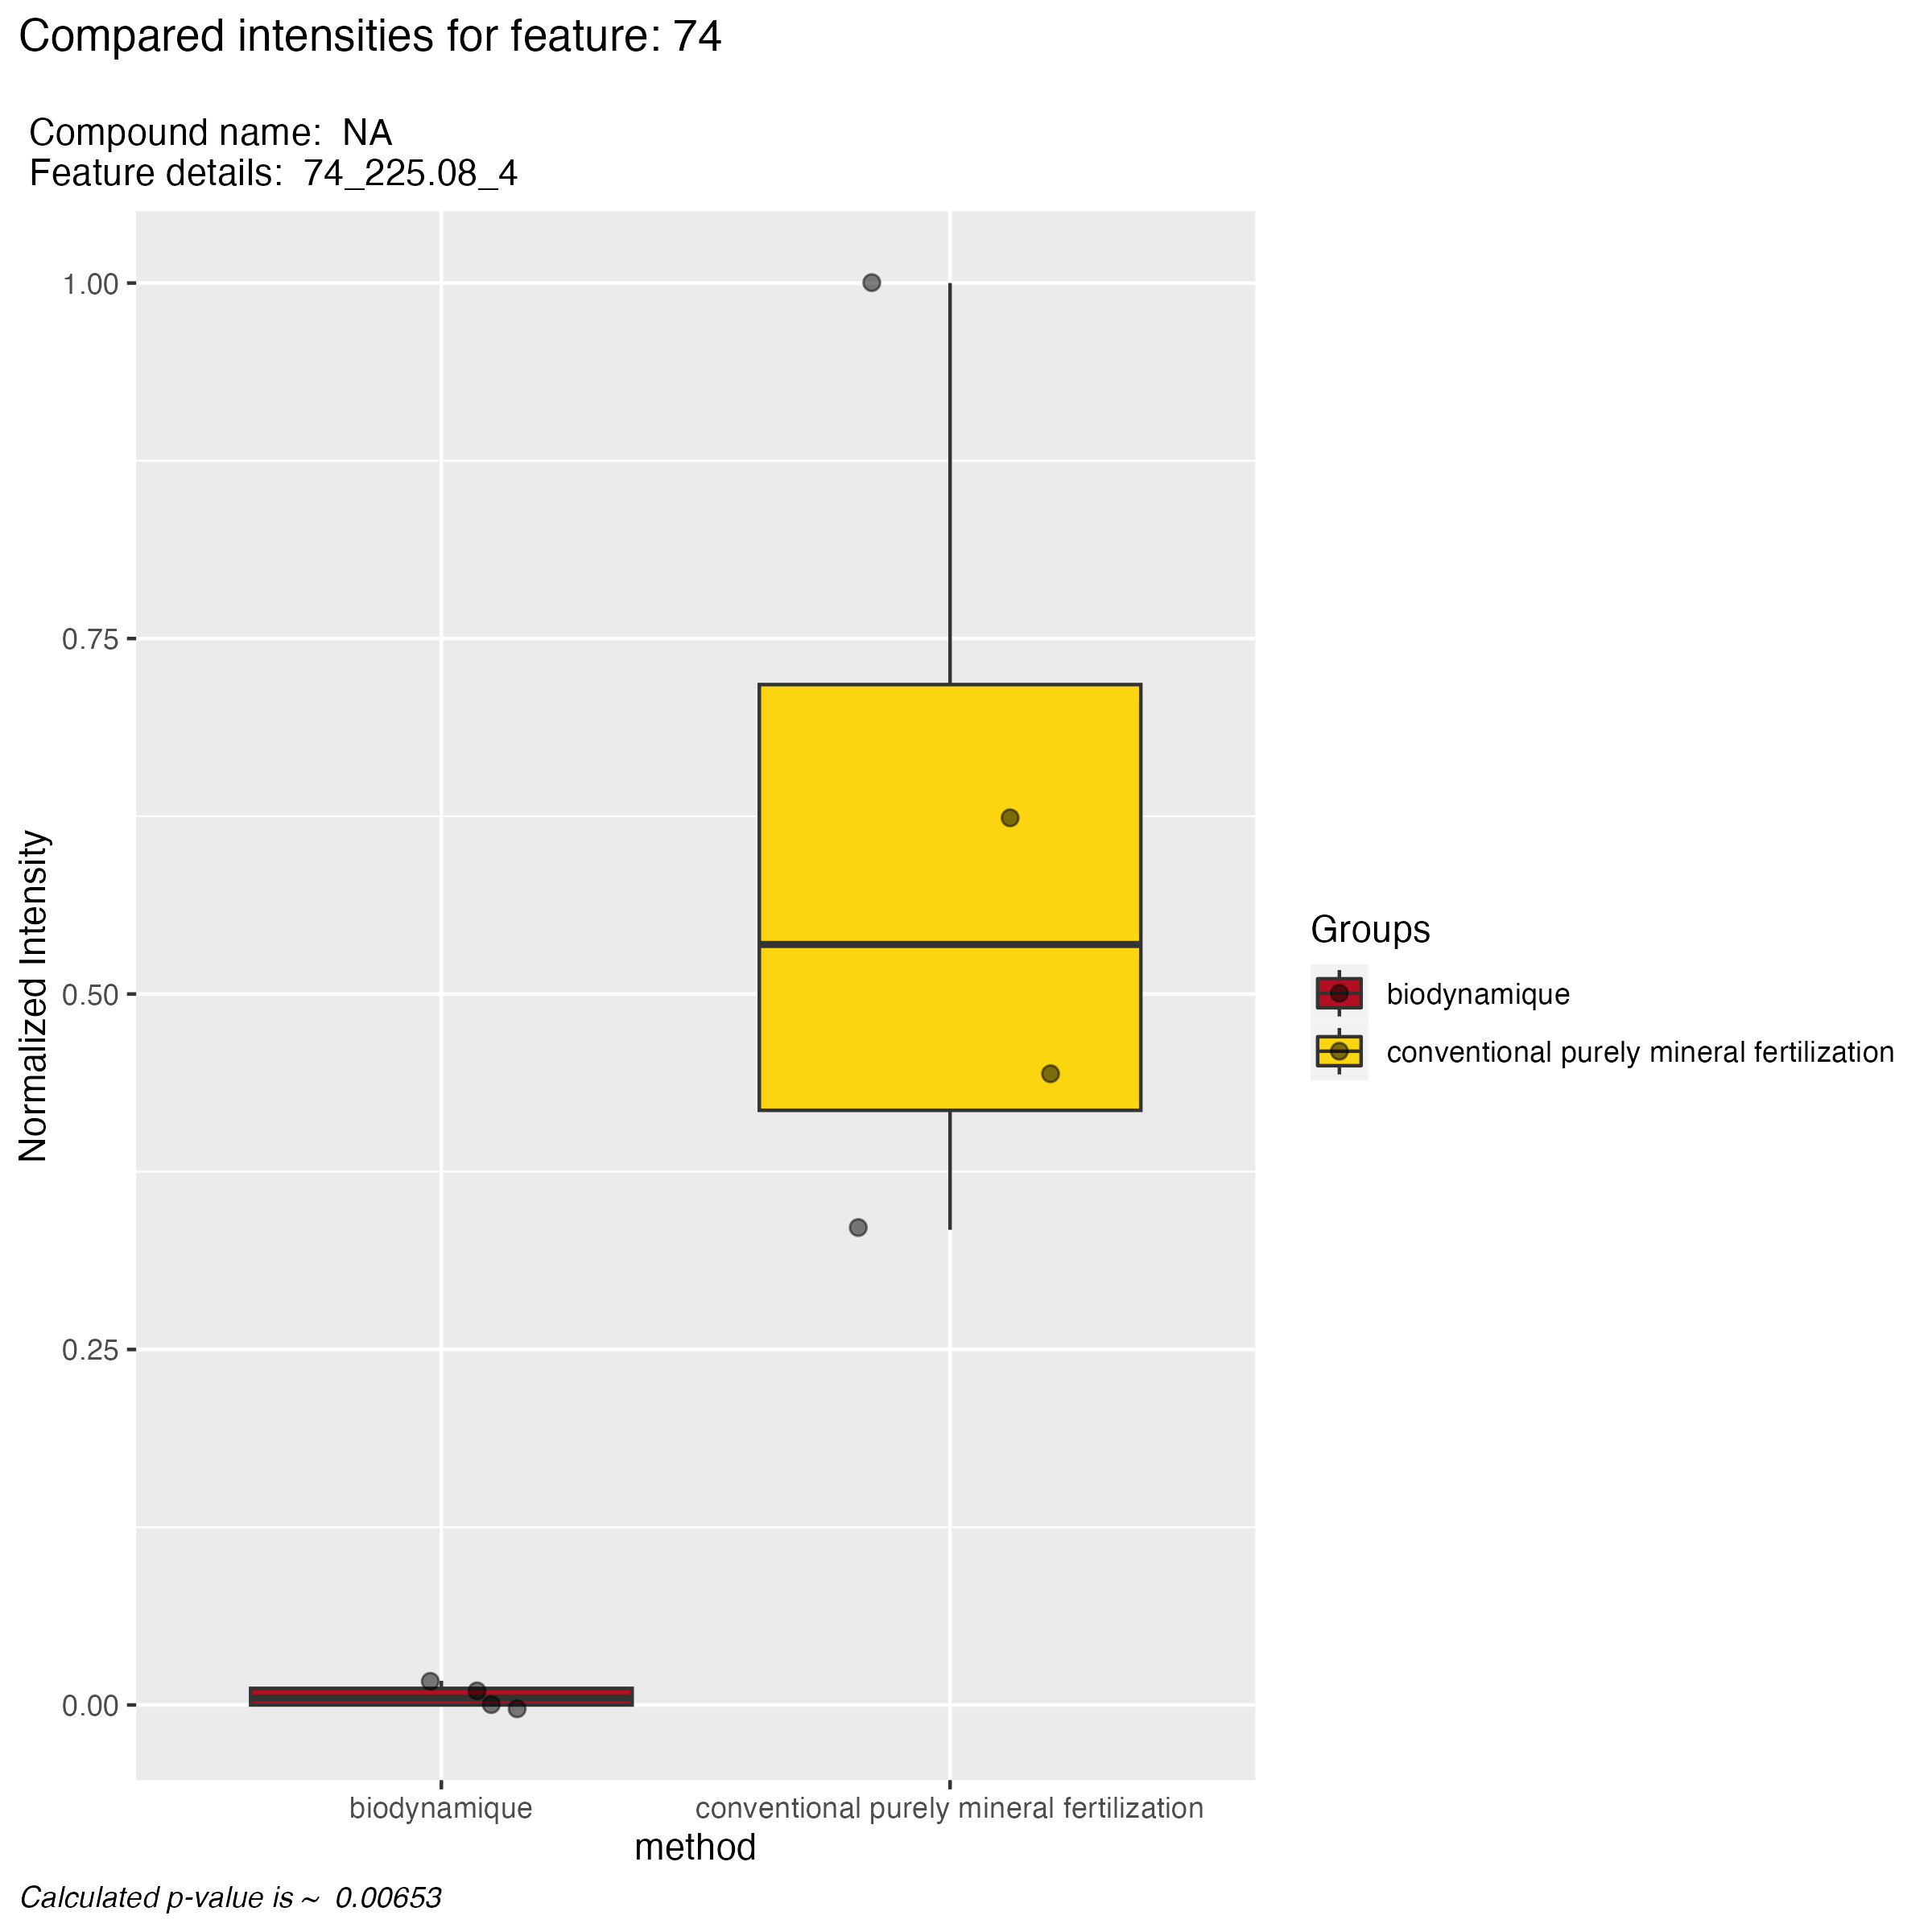 Compared intensities for feature: 74
Compound name:  NA
Feature details:  74_225.08_4
1.00
0.75
0.50
0.25
0.00
Normalized Intensity
biodynamique
conventional purely mineral fertilization
method
Groups
biodynamique
conventional purely mineral fertilization
Calculated p-value is ~  0.00653